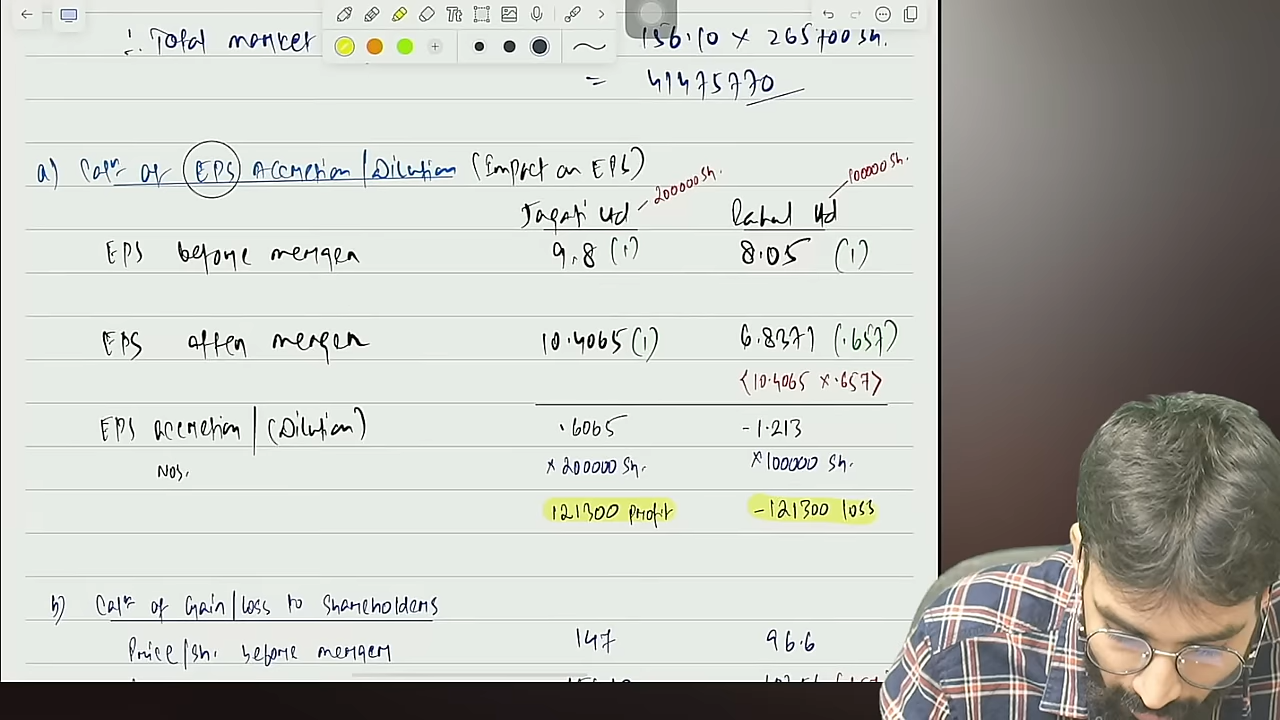 ∴ Total market 156.10 × 265700 sh.
= 41475770
a) Calⁿ of EPS Accretion/Dilution (Impact on EPS)
200000 sh. 100000 sh.
Jagati Ltd Rahul Ltd
EPS before merger 9.8 (1) 8.05 (1)
EPS after merger 10.4065 (1) 6.8371 (.657)
<10.4065 × .657>
EPS accretion/(Dilution) .6065 -1.213
Nos. × 200000 Sh. × 100000 sh.
121300 profit -121300 loss
b) Calⁿ of Gain/loss to Shareholders
Price/sh. before merger 147 96.6